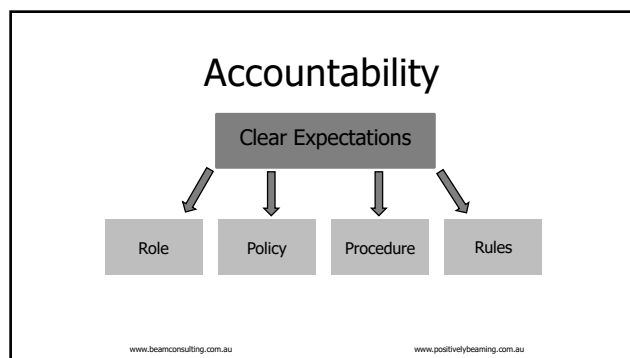 Accountability
Clear Expectations
Role
Policy
Procedure
Rules
www.beamconsulting.com.au
www.positivelybeaming.com.au